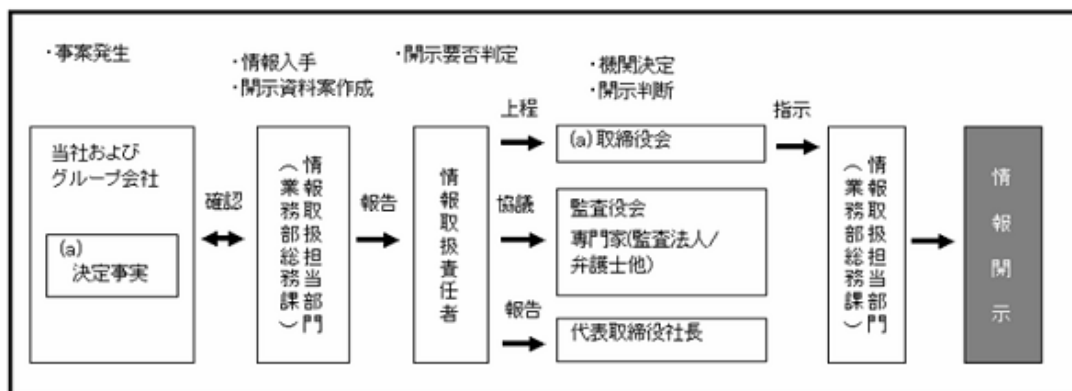 ・事案発生
・情報入手
・開示資料案作成
・開示要否判定
・機関決定
・開示判断
当社および
グループ会社
(a)
決定事実
確認
情報取扱担当部門
（業務部総務課）
報告
情報取扱責任者
上程
(a)取締役会
協議
監査役会
専門家(監査法人/
弁護士他)
報告
代表取締役社長
指示
情報取扱担当部門
（業務部総務課）
情報開示